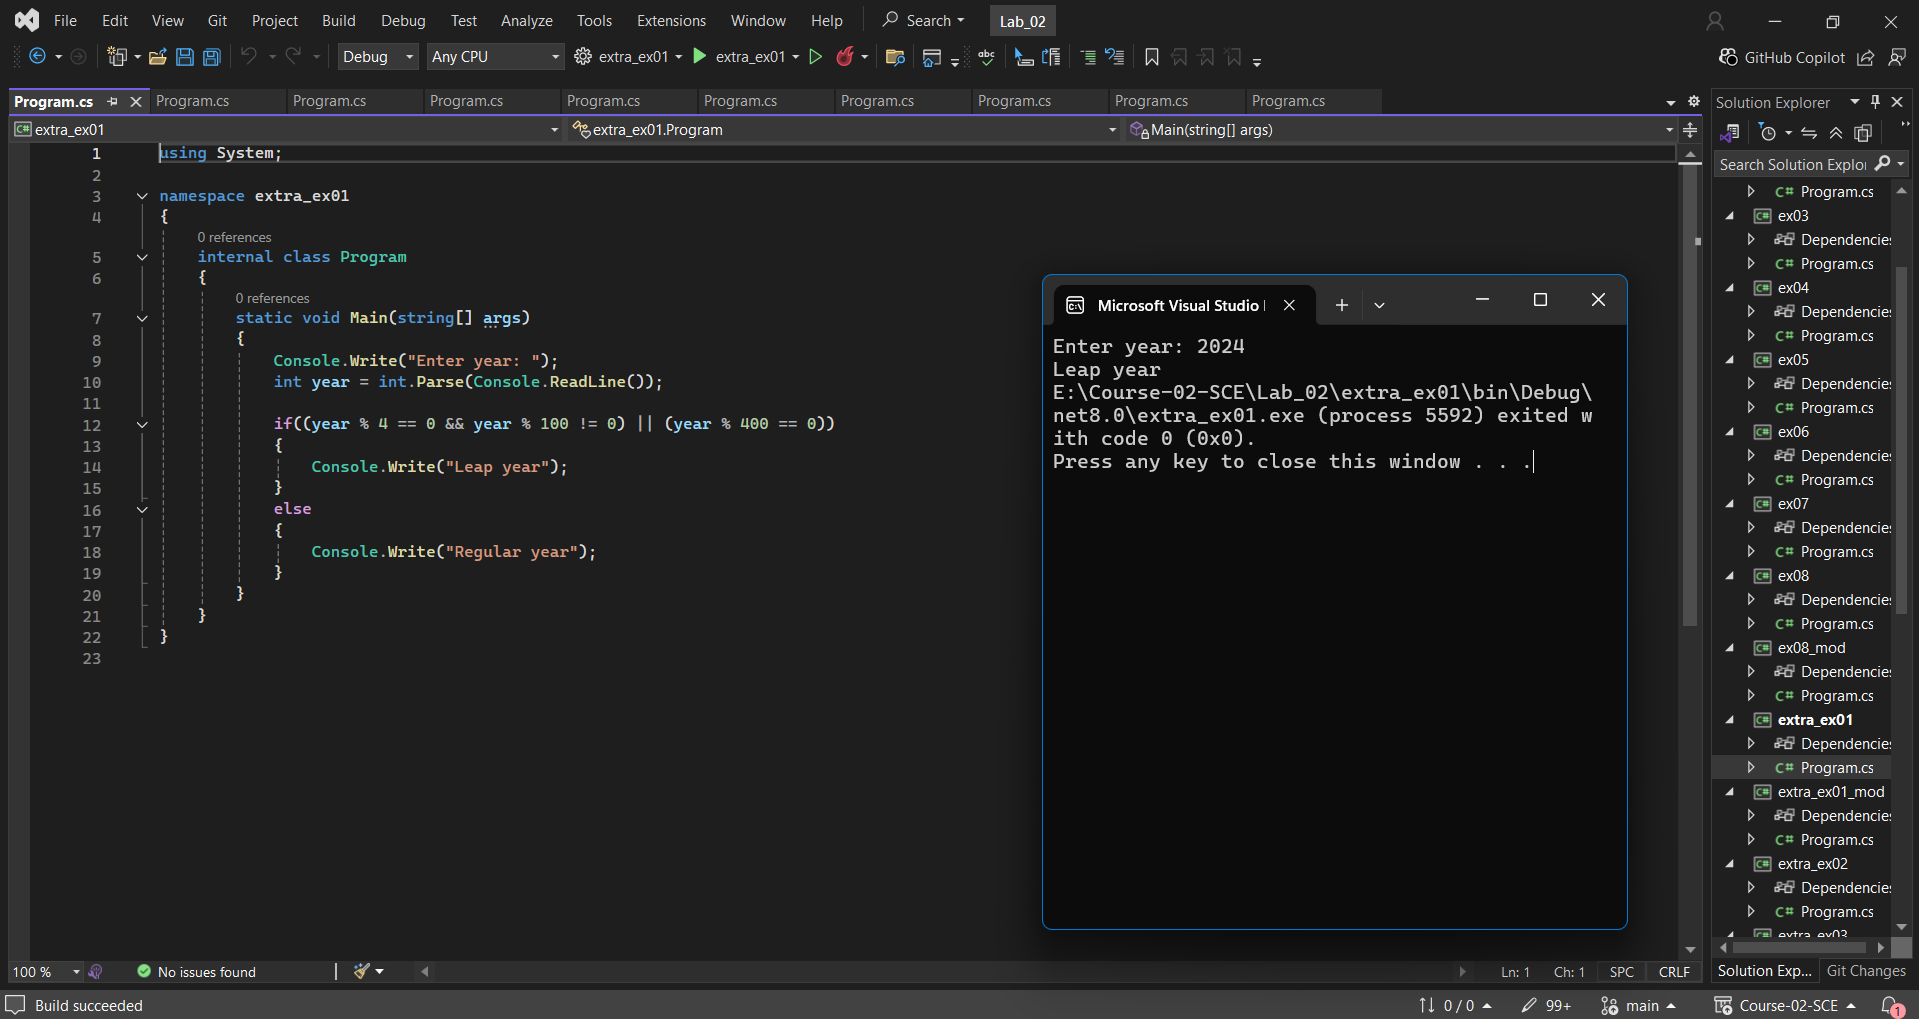 File Edit View Git Project Build Debug Test Analyze Tools Extensions Window Help Search Lab_02
Debug Any CPU extra_ex01 extra_ex01 GitHub Copilot
Program.cs Program.cs Program.cs Program.cs Program.cs Program.cs Program.cs Program.cs Program.cs Program.cs
extra_ex01 extra_ex01.Program Main(string[] args)
1 using System;
2
3 namespace extra_ex01
4 {
0 references
5 internal class Program
6 {
0 references
7 static void Main(string[] args)
8 {
9 Console.Write("Enter year: ");
10 int year = int.Parse(Console.ReadLine());
11
12 if((year % 4 == 0 && year % 100 != 0) || (year % 400 == 0))
13 {
14 Console.Write("Leap year");
15 }
16 else
17 {
18 Console.Write("Regular year");
19 }
20 }
21 }
22 }
23
Microsoft Visual Studio
Enter year: 2024
Leap year
E:\Course-02-SCE\Lab_02\extra_ex01\bin\Debug\
net8.0\extra_ex01.exe (process 5592) exited w
ith code 0 (0x0).
Press any key to close this window . . .
Solution Explorer
Search Solution Explor
C# Program.cs
C# ex03
Dependencies
C# Program.cs
C# ex04
Dependencies
C# Program.cs
C# ex05
Dependencies
C# Program.cs
C# ex06
Dependencies
C# Program.cs
C# ex07
Dependencies
C# Program.cs
C# ex08
Dependencies
C# Program.cs
C# ex08_mod
Dependencies
C# Program.cs
C# extra_ex01
Dependencies
C# Program.cs
C# extra_ex01_mod
Dependencies
C# Program.cs
C# extra_ex02
Dependencies
C# Program.cs
C# extra_ex03
Solution Exp... Git Changes
100 % No issues found Ln: 1 Ch: 1 SPC CRLF
Build succeeded 0 / 0 99+ main Course-02-SCE 1